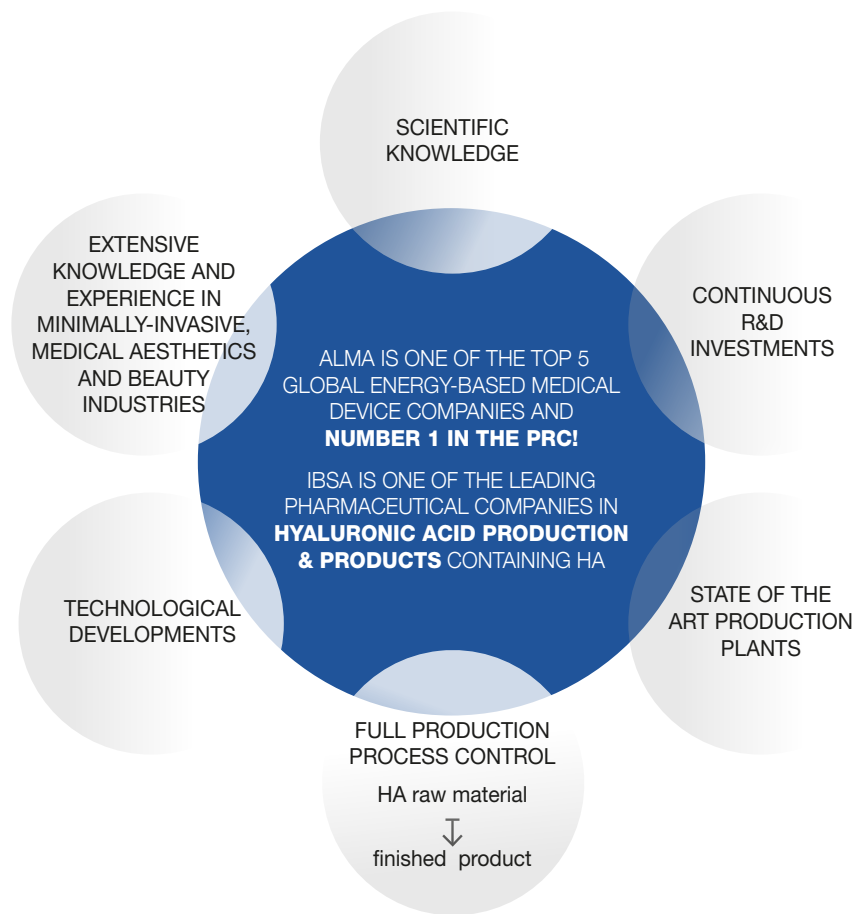 SCIENTIFIC
KNOWLEDGE
EXTENSIVE
KNOWLEDGE AND
EXPERIENCE IN
MINIMALLY-INVASIVE,
MEDICAL AESTHETICS
AND BEAUTY
INDUSTRIES
CONTINUOUS
R&D
INVESTMENTS
ALMA IS ONE OF THE TOP 5
GLOBAL ENERGY-BASED MEDICAL
DEVICE COMPANIES AND
NUMBER 1 IN THE PRC!
IBSA IS ONE OF THE LEADING
PHARMACEUTICAL COMPANIES IN
HYALURONIC ACID PRODUCTION
& PRODUCTS CONTAINING HA
TECHNOLOGICAL
DEVELOPMENTS
STATE OF THE
ART PRODUCTION
PLANTS
FULL PRODUCTION
PROCESS CONTROL
HA raw material
finished product